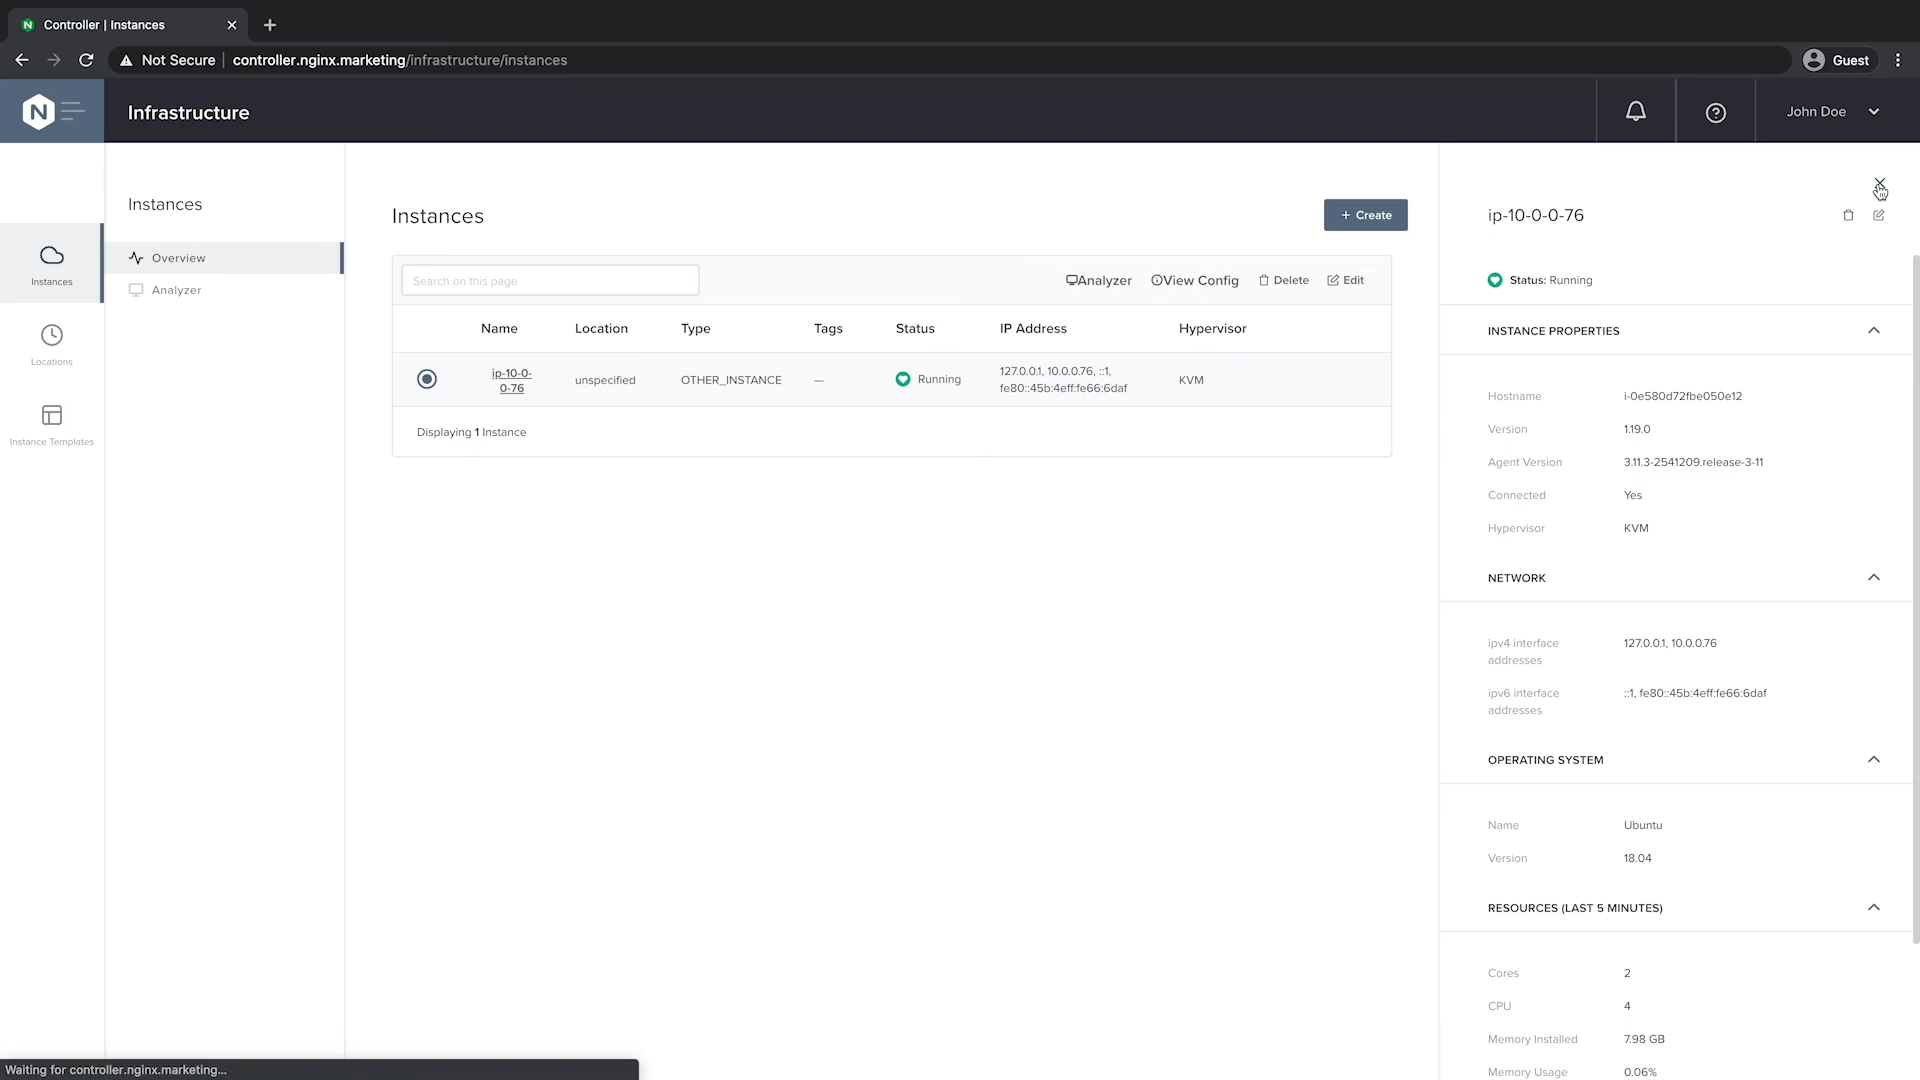 Controller | Instances
Not Secure
controller.nginx.marketing/infrastructure/instances
Guest
N
Infrastructure
John Doe
Instances
Locations
Instance Templates
Instances
Overview
Analyzer
Instances
+ Create
Search on this page
Analyzer
View Config
Delete
Edit
Name Location Type Tags Status IP Address Hypervisor
ip-10-0-
0-76
unspecified
OTHER_INSTANCE
—
Running
127.0.0.1, 10.0.0.76, ::1,
fe80::45b:4eff:fe66:6daf
KVM
Displaying 1 Instance
ip-10-0-0-76
Status: Running
INSTANCE PROPERTIES
Hostname i-0e580d72fbe050e12
Version 1.19.0
Agent Version 3.11.3-2541209.release-3-11
Connected Yes
Hypervisor KVM
NETWORK
ipv4 interface
addresses
127.0.0.1, 10.0.0.76
ipv6 interface
addresses
::1, fe80::45b:4eff:fe66:6daf
OPERATING SYSTEM
Name Ubuntu
Version 18.04
RESOURCES (LAST 5 MINUTES)
Cores 2
CPU 4
Memory Installed 7.98 GB
Memory Usage 0.06%
Waiting for controller.nginx.marketing...